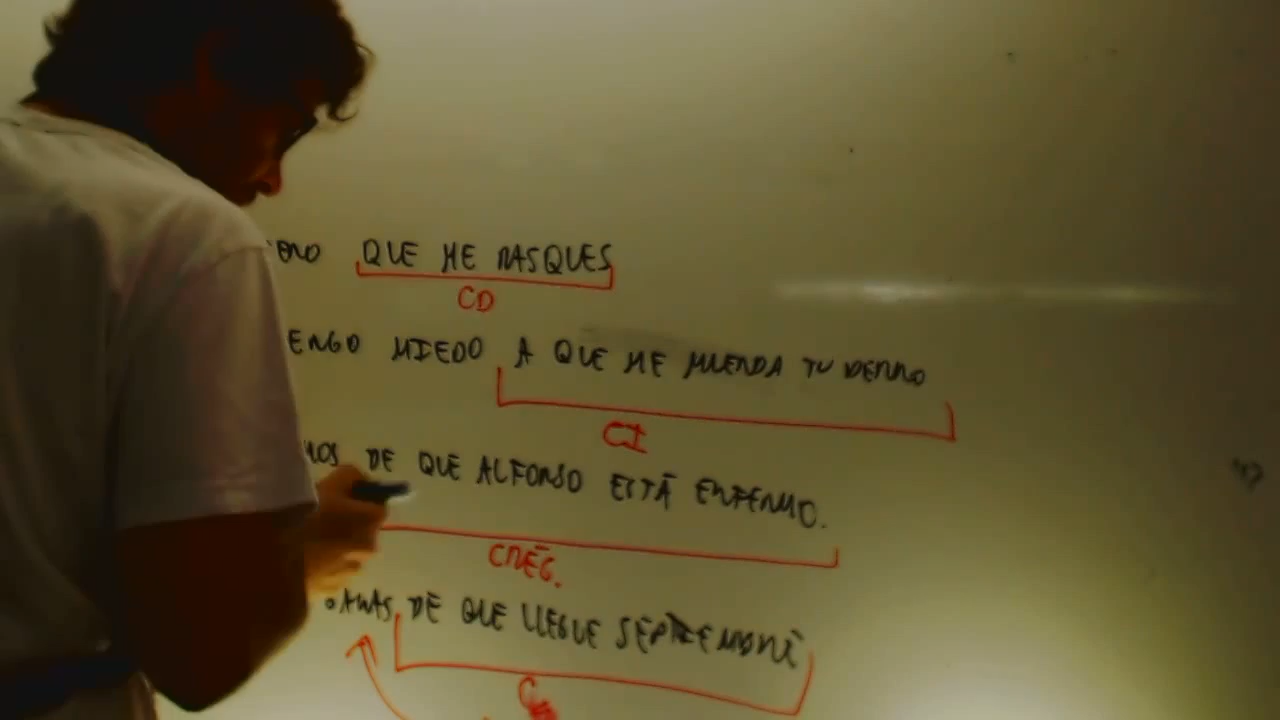 QUE ME RASQUES
CD
ENGO MIEDO A QUE ME MUERDA TU PERRO
CI
MOS DE QUE ALFONSO ESTÁ ENFERMO.
CRÉG.
GANAS DE QUE LLEGUE SEPTIEMBRE